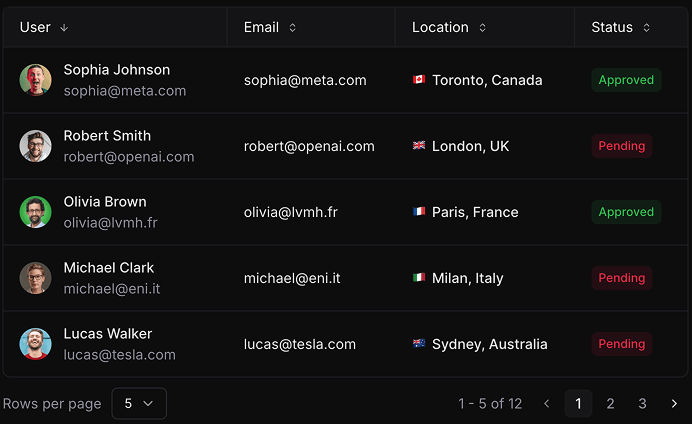 User Email Location Status
Sophia Johnson
sophia@meta.com
sophia@meta.com Toronto, Canada Approved
Robert Smith
robert@openai.com
robert@openai.com London, UK Pending
Olivia Brown
olivia@lvmh.fr
olivia@lvmh.fr Paris, France Approved
Michael Clark
michael@eni.it
michael@eni.it Milan, Italy Pending
Lucas Walker
lucas@tesla.com
lucas@tesla.com Sydney, Australia Pending
Rows per page 5 1 - 5 of 12 1 2 3